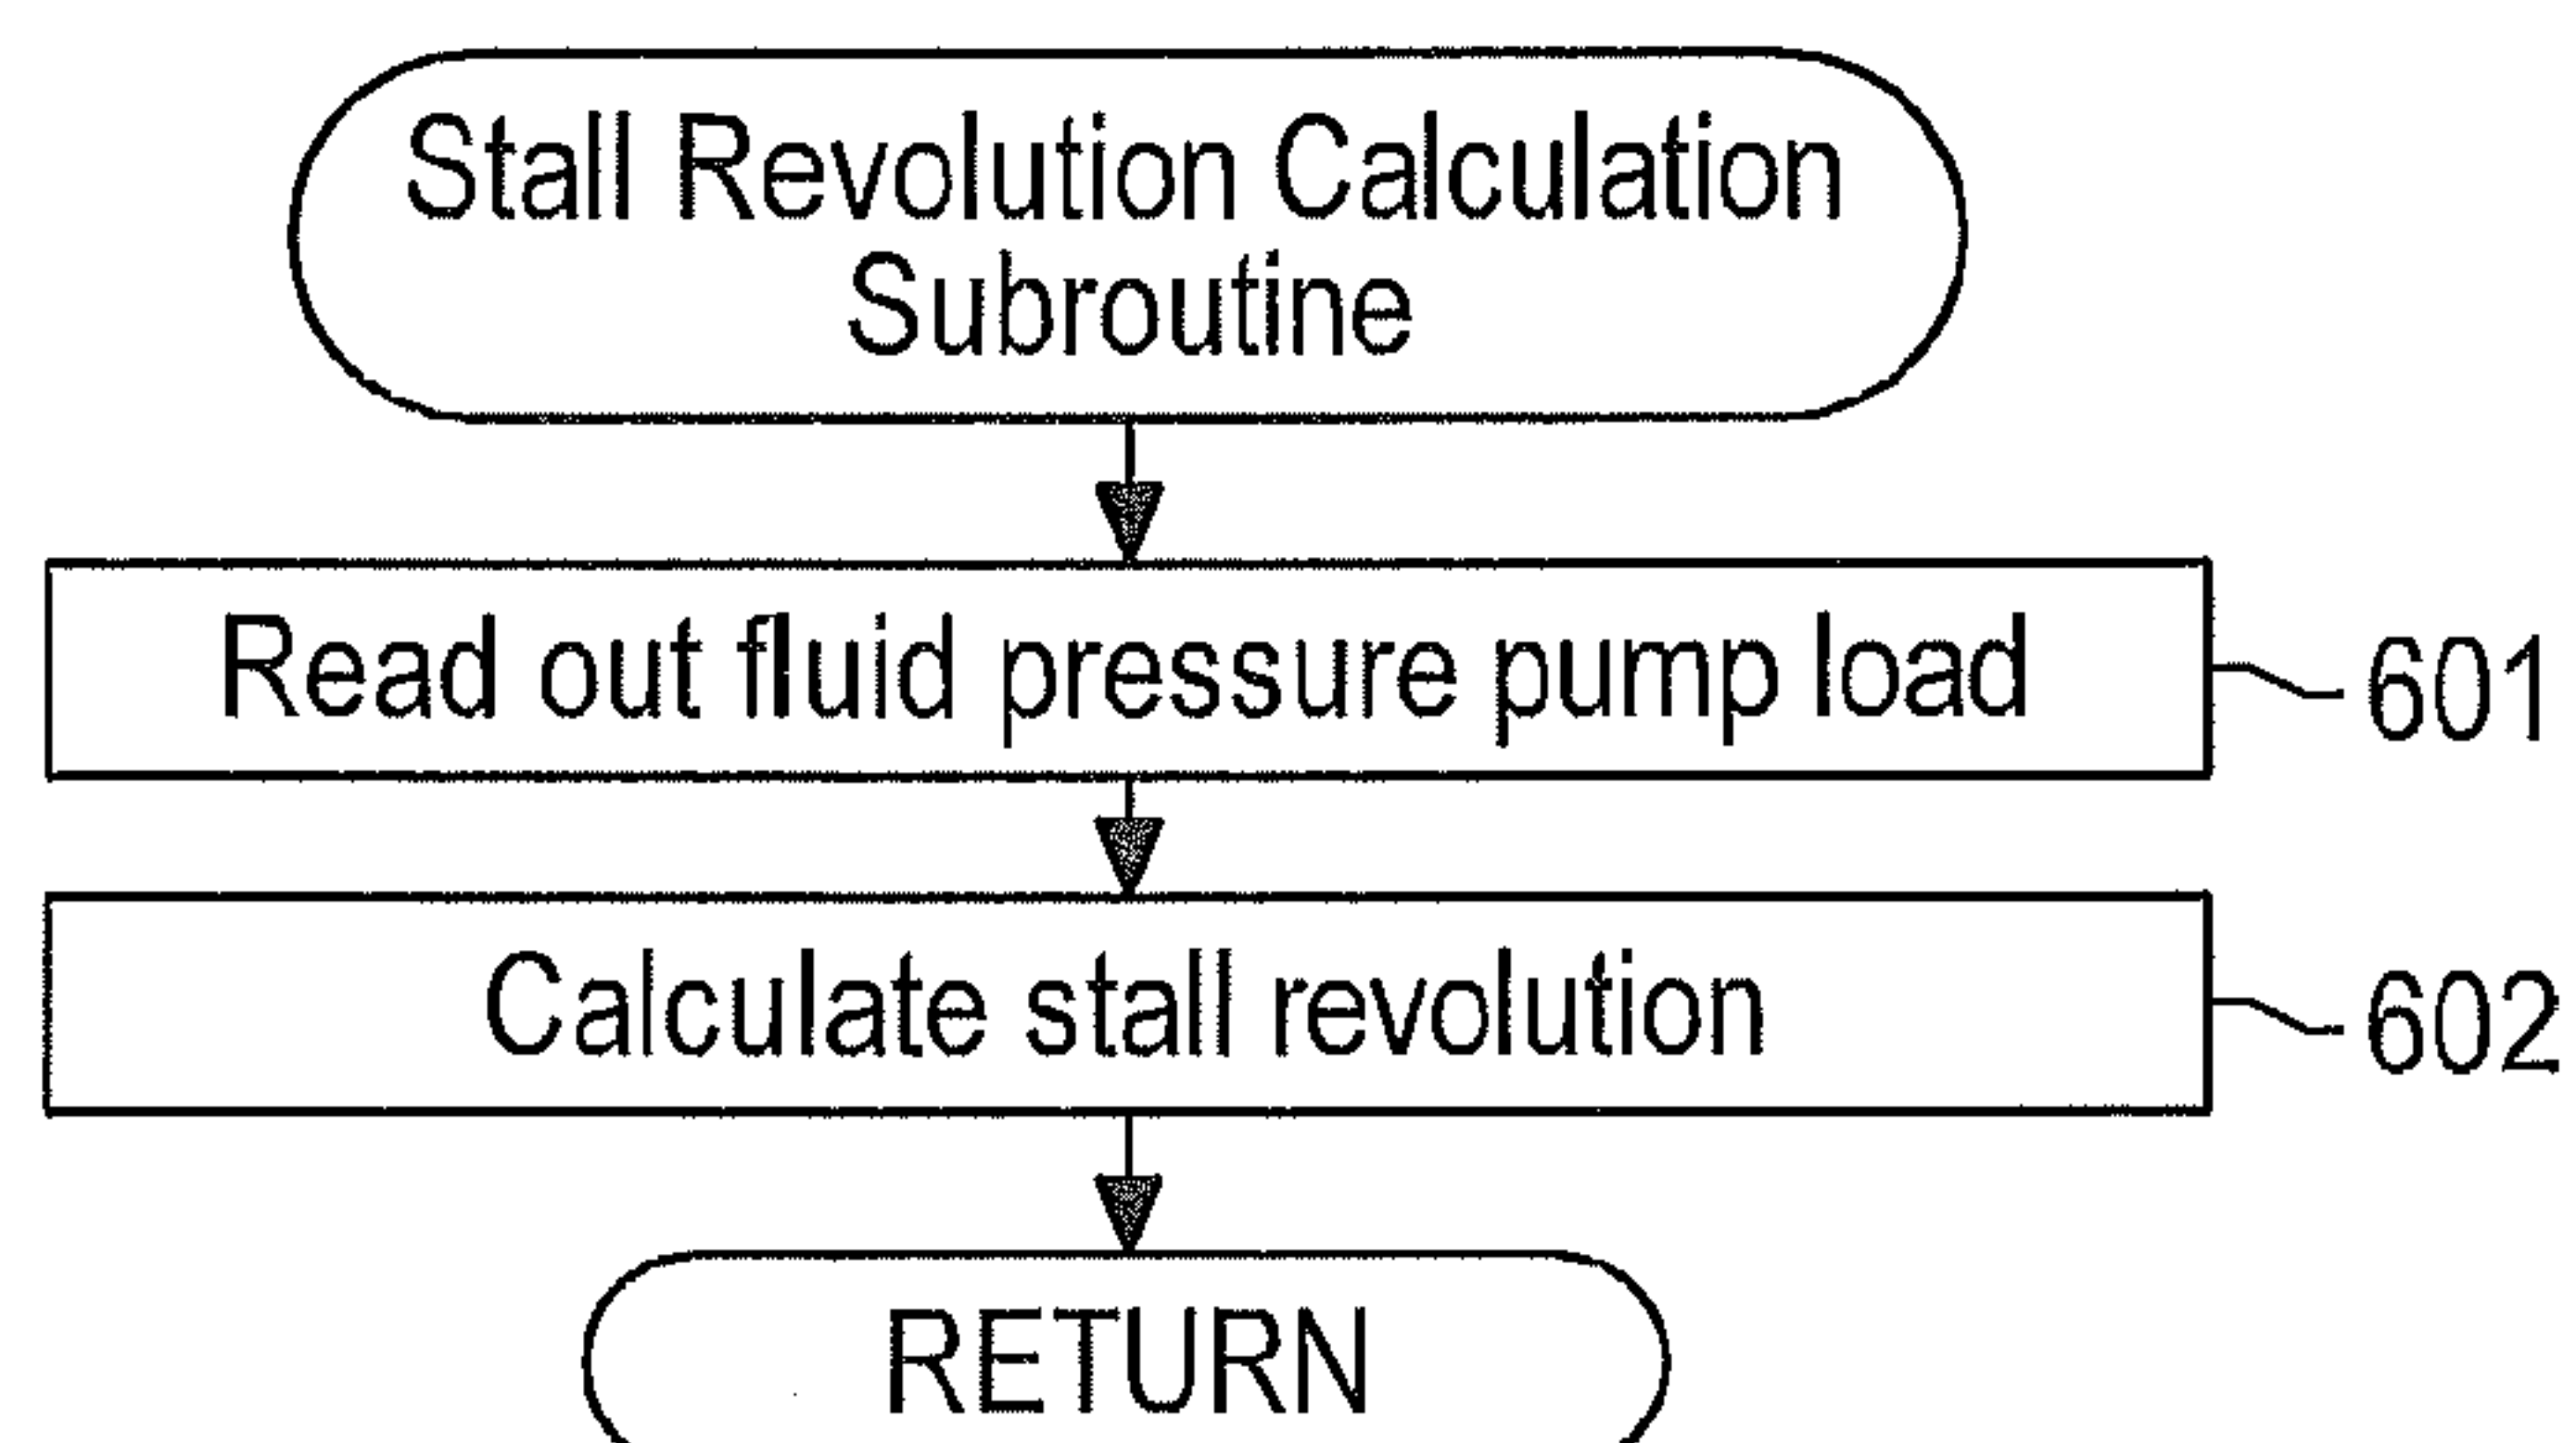 Stall Revolution Calculation
Subroutine
Read out fluid pressure pump load
601
Calculate stall revolution
602
RETURN